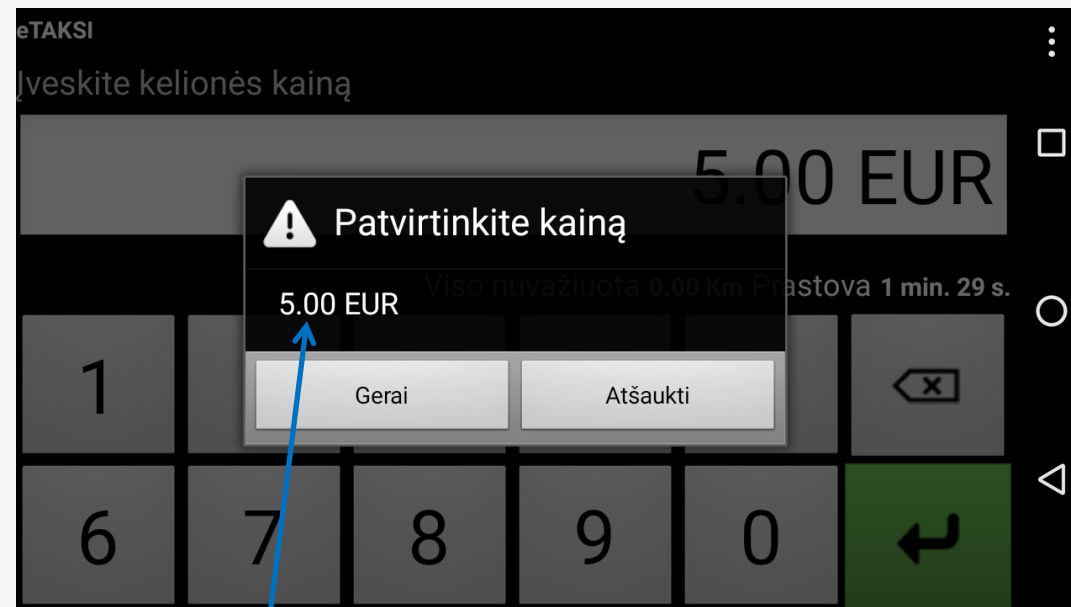 eTAKSI
Įveskite kelionės kainą
5.00 EUR
Patvirtinkite kainą
Viso nuvažiuota 0.00 Km Prastova 1 min. 29 s.
5.00 EUR
1
Gerai
Atšaukti
6 7 8 9 0